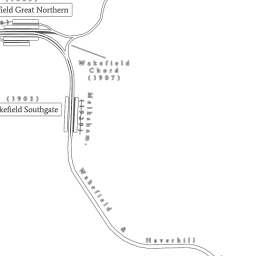 field Great Northern
Wakefield
Chord
(1907)
(1903)
kefield Southgate
Wakefield
&
Haverhill